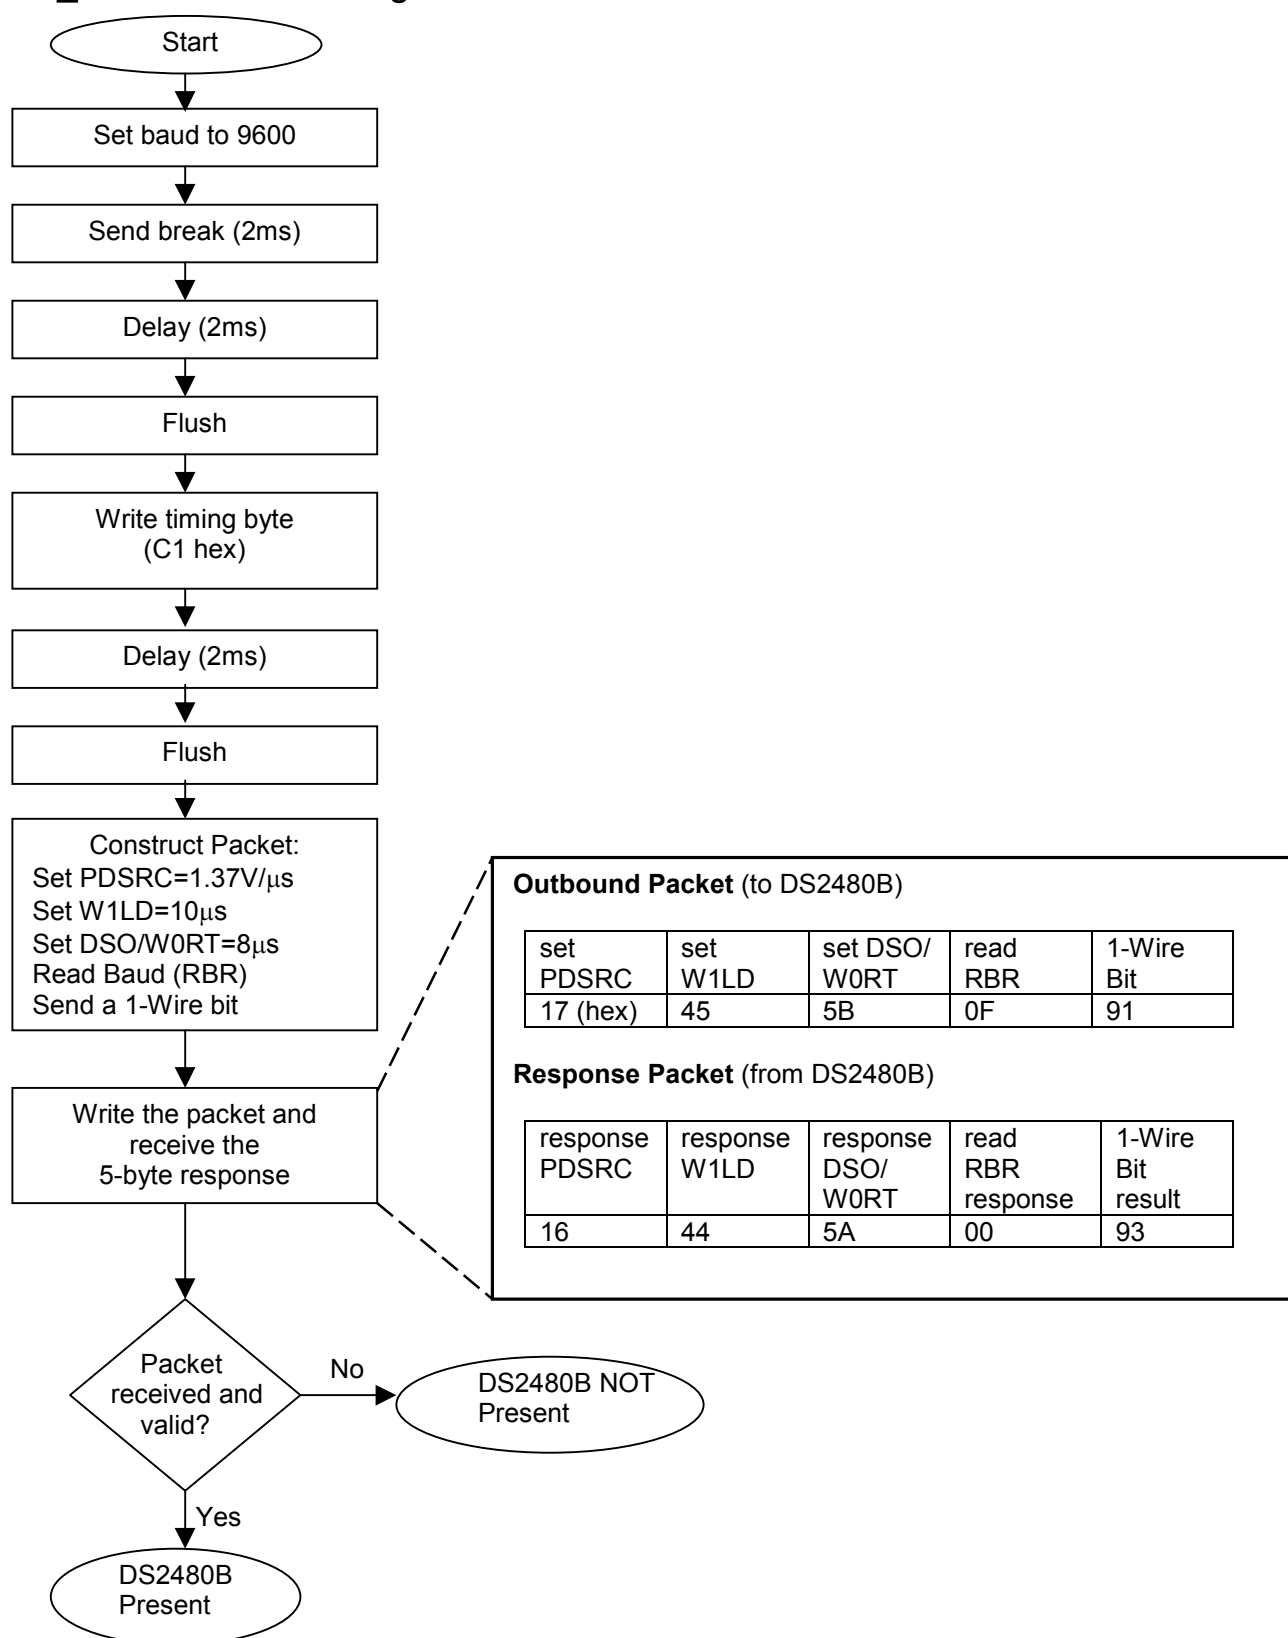 Start
Set baud to 9600
Send break (2ms)
Delay (2ms)
Flush
Write timing byte
(C1 hex)
Delay (2ms)
Flush
Construct Packet:
Set PDSRC=1.37V/μs
Set W1LD=10μs
Set DSO/W0RT=8μs
Read Baud (RBR)
Send a 1-Wire bit
Write the packet and
receive the
5-byte response
Outbound Packet (to DS2480B)
set set set DSO/ read 1-Wire
PDSRC W1LD W0RT RBR Bit
17 (hex) 45 5B 0F 91
Response Packet (from DS2480B)
response response response read 1-Wire
PDSRC W1LD DSO/ RBR Bit
W0RT response result
16 44 5A 00 93
Packet
received and
valid?
No
DS2480B NOT
Present
Yes
DS2480B
Present